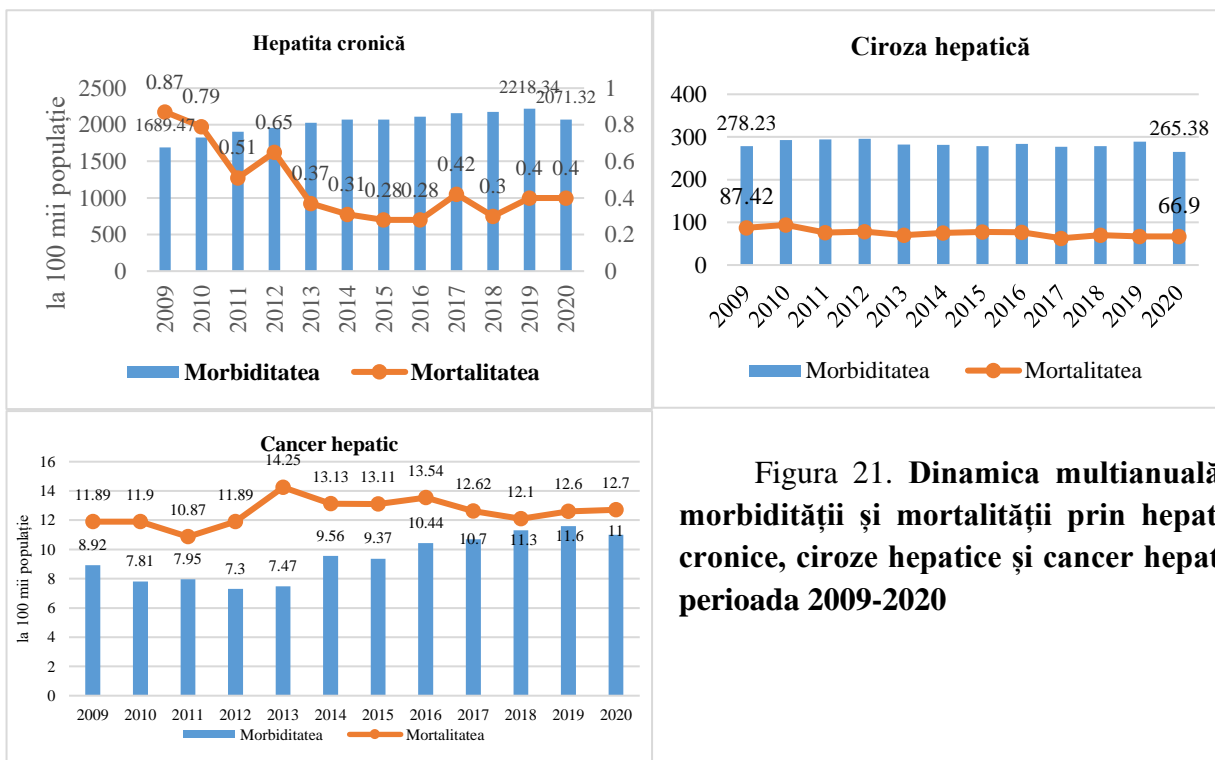 Hepatita cronică
la 100 mii populație
2500
2000
1500
1000
500
0
1
0.8
0.6
0.4
0.2
0
0.87
0.79
0.51
0.65
0.37
0.31
0.28
0.28
0.42
0.3
0.4
0.4
1689.47
2218.34
2071.32
2009 2010 2011 2012 2013 2014 2015 2016 2017 2018 2019 2020
Morbiditatea Mortalitatea
Ciroza hepatică
400
300
200
100
0
278.23
265.38
87.42
66.9
2009 2010 2011 2012 2013 2014 2015 2016 2017 2018 2019 2020
Morbiditatea Mortalitatea
Cancer hepatic
la 100 mii populație
16
14
12
10
8
6
4
2
0
11.89 11.9 10.87 11.89 14.25 13.13 13.11 13.54 12.62 12.1 12.6 12.7
8.92 7.81 7.95 7.3 7.47 9.56 9.37 10.44 10.7 11.3 11.6 11
2009 2010 2011 2012 2013 2014 2015 2016 2017 2018 2019 2020
Morbiditatea Mortalitatea
Figura 21. Dinamica multianuală
morbidității și mortalității prin hepat
cronice, ciroze hepatice și cancer hepat
perioada 2009-2020